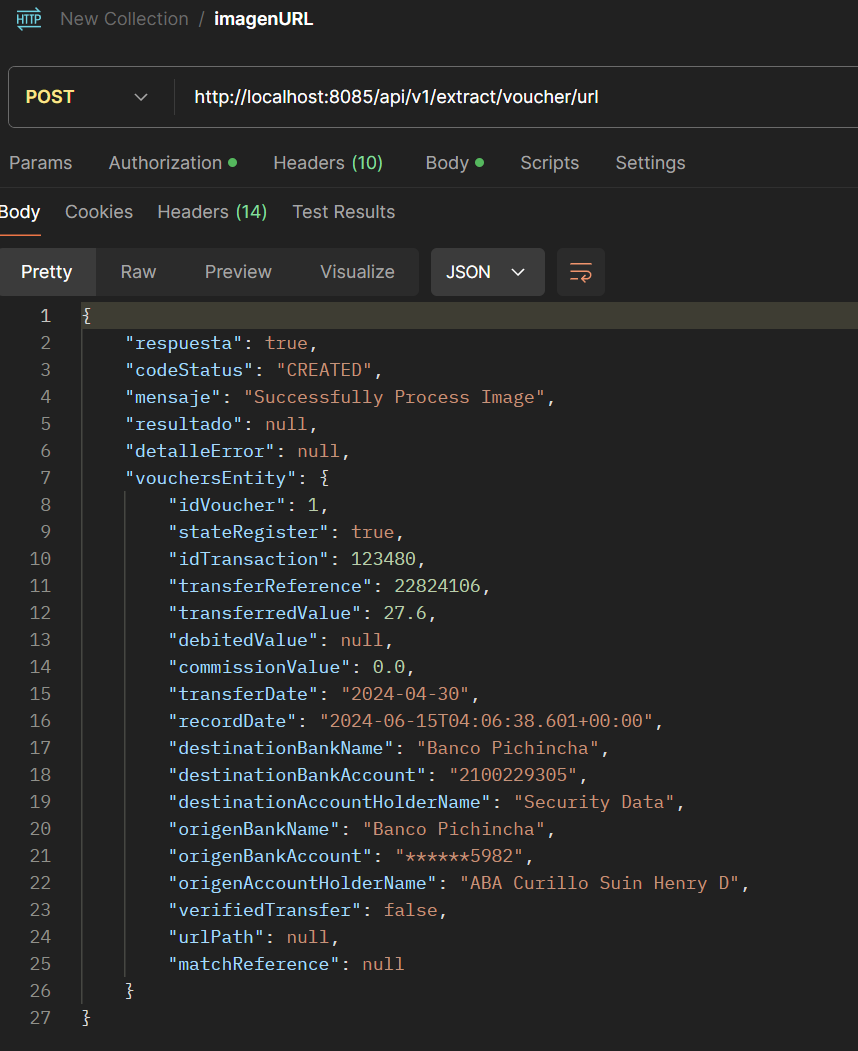 HTTP New Collection / imagenURL
POST http://localhost:8085/api/v1/extract/voucher/url
Params Authorization Headers (10) Body Scripts Settings
Body Cookies Headers (14) Test Results
Pretty Raw Preview Visualize JSON
1 {
2 "respuesta": true,
3 "codeStatus": "CREATED",
4 "mensaje": "Successfully Process Image",
5 "resultado": null,
6 "detalleError": null,
7 "vouchersEntity": {
8 "idVoucher": 1,
9 "stateRegister": true,
10 "idTransaction": 123480,
11 "transferReference": 22824106,
12 "transferredValue": 27.6,
13 "debitedValue": null,
14 "commissionValue": 0.0,
15 "transferDate": "2024-04-30",
16 "recordDate": "2024-06-15T04:06:38.601+00:00",
17 "destinationBankName": "Banco Pichincha",
18 "destinationBankAccount": "2100229305",
19 "destinationAccountHolderName": "Security Data",
20 "origenBankName": "Banco Pichincha",
21 "origenBankAccount": "******5982",
22 "origenAccountHolderName": "ABA Curillo Suin Henry D",
23 "verifiedTransfer": false,
24 "urlPath": null,
25 "matchReference": null
26 }
27 }